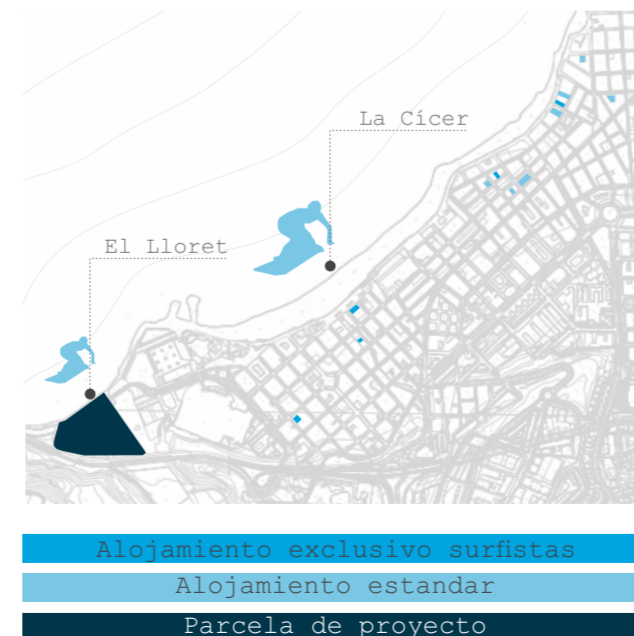 La Cícer
El Lloret
Alojamiento exclusivo surfistas
Alojamiento estandar
Parcela de proyecto